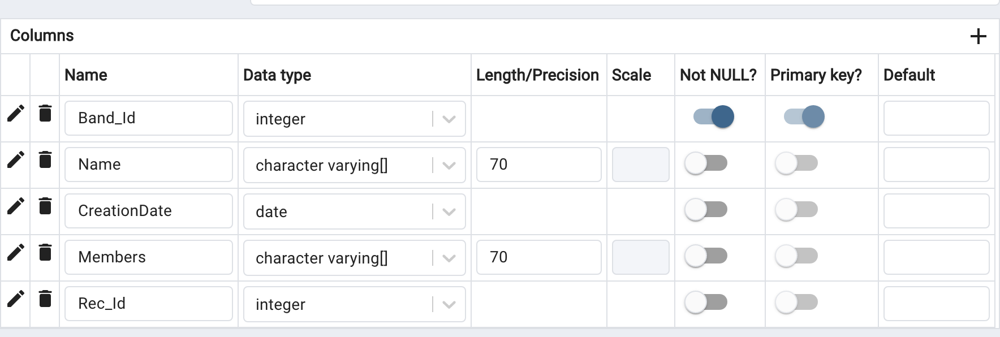 Columns
Name Data type Length/Precision Scale Not NULL? Primary key? Default
Band_Id integer
Name character varying[] 70
CreationDate date
Members character varying[] 70
Rec_Id integer